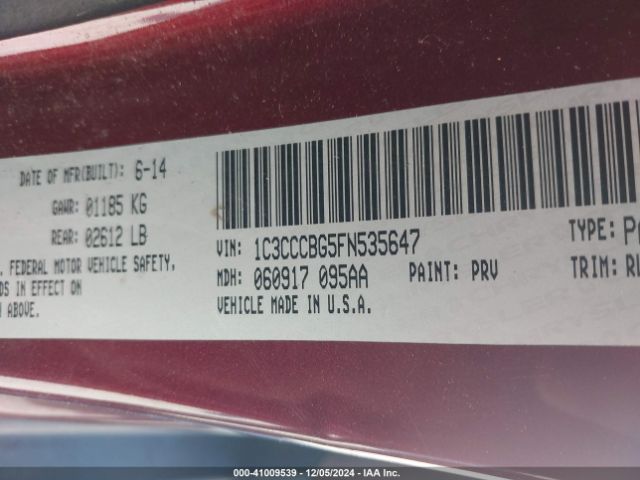 DATE OF MFR(BUILT): 6-14
GAWR: 01185 KG
REAR: 02612 LB
. FEDERAL MOTOR VEHICLE SAFETY,
DS IN EFFECT ON
ABOVE.
VIN: 1C3CCCBG5FN535647
TYPE:
MDH: 060917 095AA PAINT: PRV
TRIM:
VEHICLE MADE IN U.S.A.
000-41009539 - 12/05/2024 - IAA Inc.